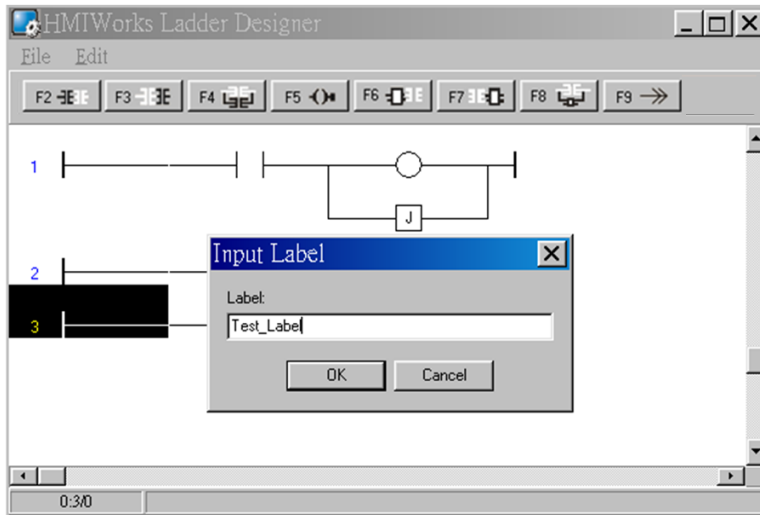 HMIWorks Ladder Designer
File Edit
F2 F3 F4 F5 F6 F7 F8 F9
1
J
Input Label
2
Label:
3
Test_Label
OK Cancel
0:3/0